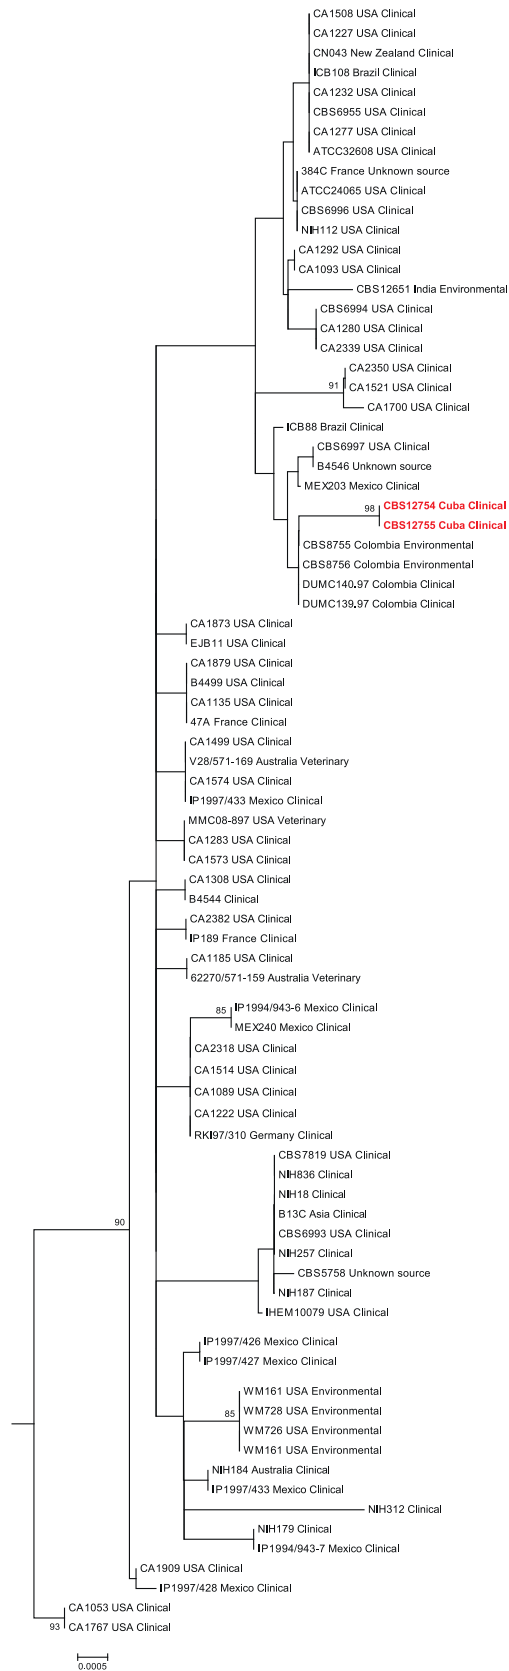 CA1508 USA Clinical
CA1227 USA Clinical
CN043 New Zealand Clinical
ICB108 Brazil Clinical
CA1232 USA Clinical
CBS6955 USA Clinical
CA1277 USA Clinical
ATCC32608 USA Clinical
384C France Unknown source
ATCC24065 USA Clinical
CBS6996 USA Clinical
NIH112 USA Clinical
CA1292 USA Clinical
CA1093 USA Clinical
CBS12651 India Environmental
CBS6994 USA Clinical
CA1280 USA Clinical
CA2339 USA Clinical
CA2350 USA Clinical
91
CA1521 USA Clinical
CA1700 USA Clinical
ICB88 Brazil Clinical
CBS6997 USA Clinical
B4546 Unknown source
MEX203 Mexico Clinical
CBS12754 Cuba Clinical
98
CBS12755 Cuba Clinical
CBS8755 Colombia Environmental
CBS8756 Colombia Environmental
DUMC140.97 Colombia Clinical
DUMC139.97 Colombia Clinical
CA1873 USA Clinical
EJB11 USA Clinical
CA1879 USA Clinical
B4499 USA Clinical
CA1135 USA Clinical
47A France Clinical
CA1499 USA Clinical
V28/571-169 Australia Veterinary
CA1574 USA Clinical
IP1997/433 Mexico Clinical
MMC08-897 USA Veterinary
CA1283 USA Clinical
CA1573 USA Clinical
CA1308 USA Clinical
B4544 Clinical
CA2382 USA Clinical
IP189 France Clinical
CA1185 USA Clinical
62270/571-159 Australia Veterinary
IP1994/943-6 Mexico Clinical
85
MEX240 Mexico Clinical
CA2318 USA Clinical
CA1514 USA Clinical
CA1089 USA Clinical
CA1222 USA Clinical
RKI97/310 Germany Clinical
CBS7819 USA Clinical
NIH836 Clinical
NIH18 Clinical
B13C Asia Clinical
90
CBS6993 USA Clinical
NIH257 Clinical
CBS5758 Unknown source
NIH187 Clinical
IHEM10079 USA Clinical
IP1997/426 Mexico Clinical
IP1997/427 Mexico Clinical
WM161 USA Environmental
WM728 USA Environmental
85
WM726 USA Environmental
WM161 USA Environmental
NIH184 Australia Clinical
IP1997/433 Mexico Clinical
NIH312 Clinical
NIH179 Clinical
IP1994/943-7 Mexico Clinical
CA1909 USA Clinical
IP1997/428 Mexico Clinical
CA1053 USA Clinical
93
CA1767 USA Clinical
0.0005